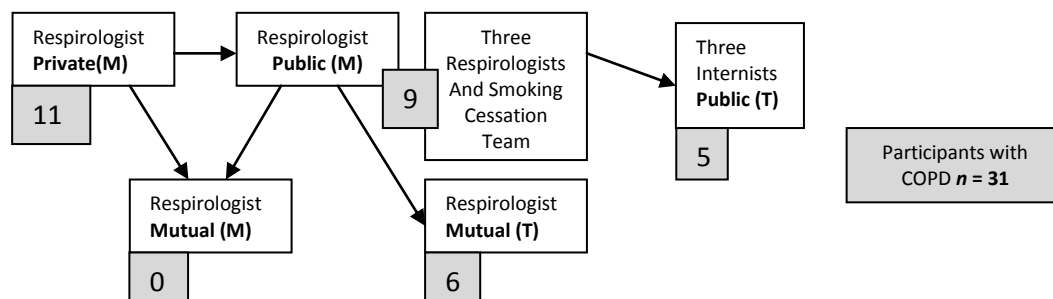 Respirologist
Private(M)
11
Respirologist
Public (M)
9
Three
Respirologists
And Smoking
Cessation
Team
Three
Internists
Public (T)
5
Participants with
COPD n = 31
Respirologist
Mutual (M)
0
Respirologist
Mutual (T)
6